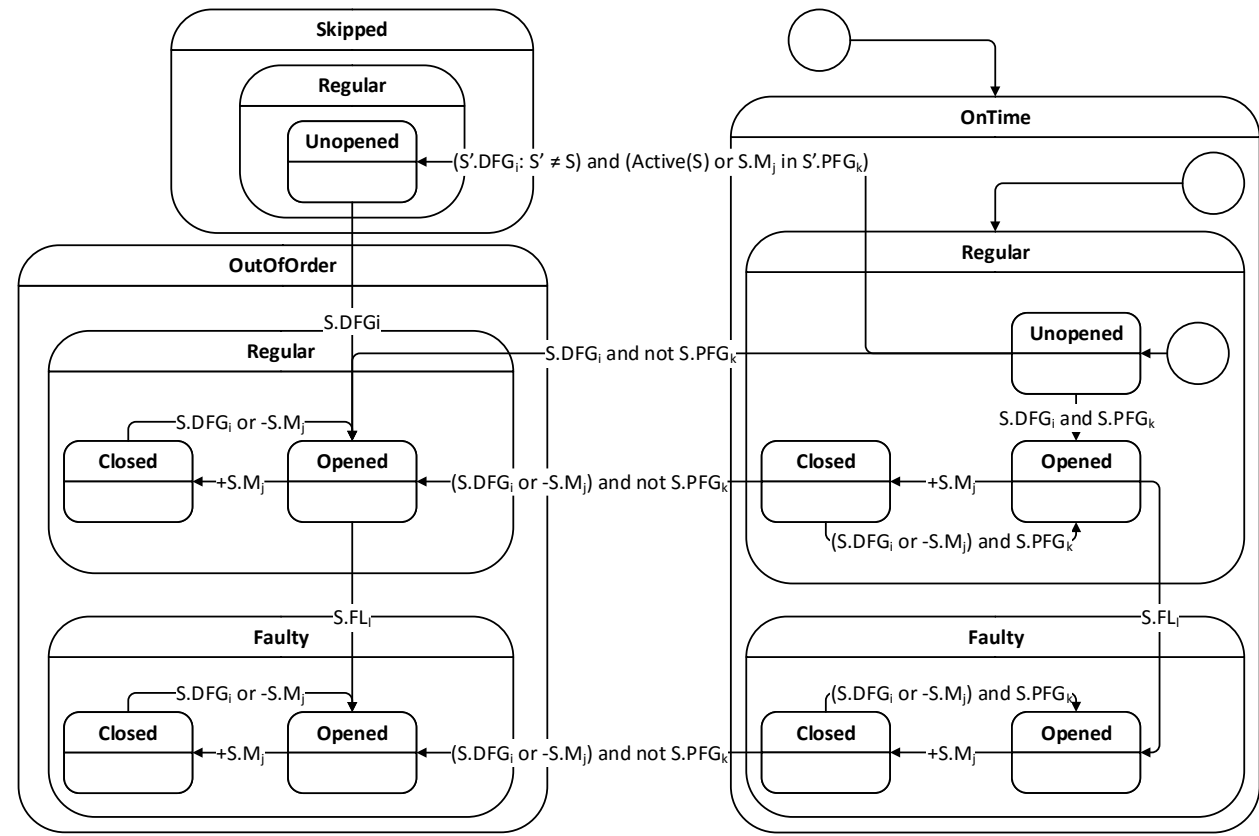 Skipped
Regular
Unopened
OnTime
(S'.DFGi: S' ≠ S) and (Active(S) or S.Mj in S'.PFGk)
Regular
Unopened
OutOfOrder
S.DFGi
Regular
S.DFGi and not S.PFGk
S.DFGi and S.PFGk
S.DFGi or -S.Mj
Closed
+S.Mj
Opened
(S.DFGi or -S.Mj) and not S.PFGk
Closed
+S.Mj
Opened
(S.DFGi or -S.Mj) and S.PFGk
S.FLl
S.FLl
Faulty
Faulty
S.DFGi or -S.Mj
(S.DFGi or -S.Mj) and S.PFGk
Closed
+S.Mj
Opened
(S.DFGi or -S.Mj) and not S.PFGk
Closed
+S.Mj
Opened